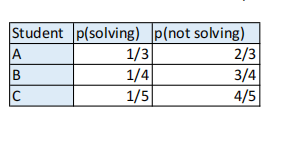 Student p(solving) p(not solving)
A 1/3 2/3
B 1/4 3/4
C 1/5 4/5